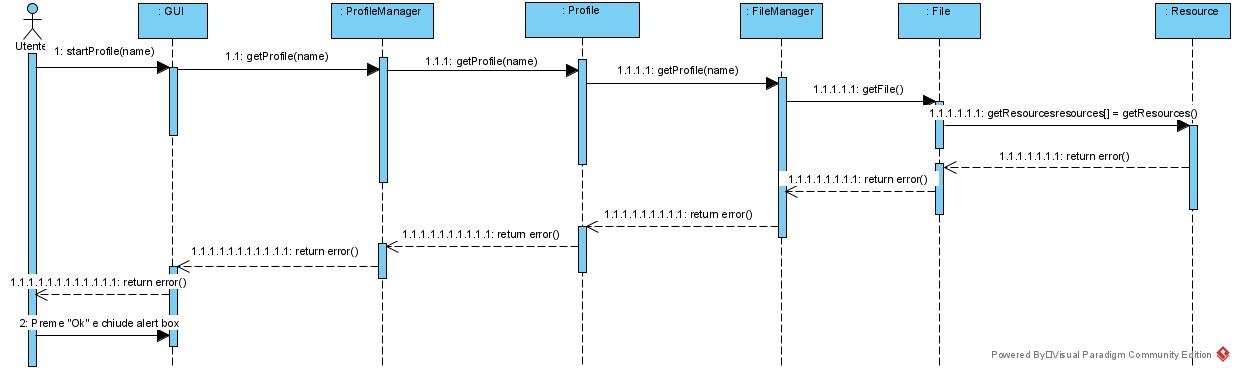 : GUI
: ProfileManager
: Profile
: FileManager
: File
: Resource
Utente
1: startProfile(name)
1.1: getProfile(name)
1.1.1: getProfile(name)
1.1.1.1: getProfile(name)
1.1.1.1.1: getFile()
1.1.1.1.1.1: getResourcesresources[] = getResources()
1.1.1.1.1.1.1: return error()
1.1.1.1.1.1.1.1: return error()
1.1.1.1.1.1.1.1.1: return error()
1.1.1.1.1.1.1.1.1.1: return error()
1.1.1.1.1.1.1.1.1.1.1: return error()
1.1.1.1.1.1.1.1.1.1.1.1: return error()
2: Preme "Ok" e chiude alert box
Powered By Visual Paradigm Community Edition